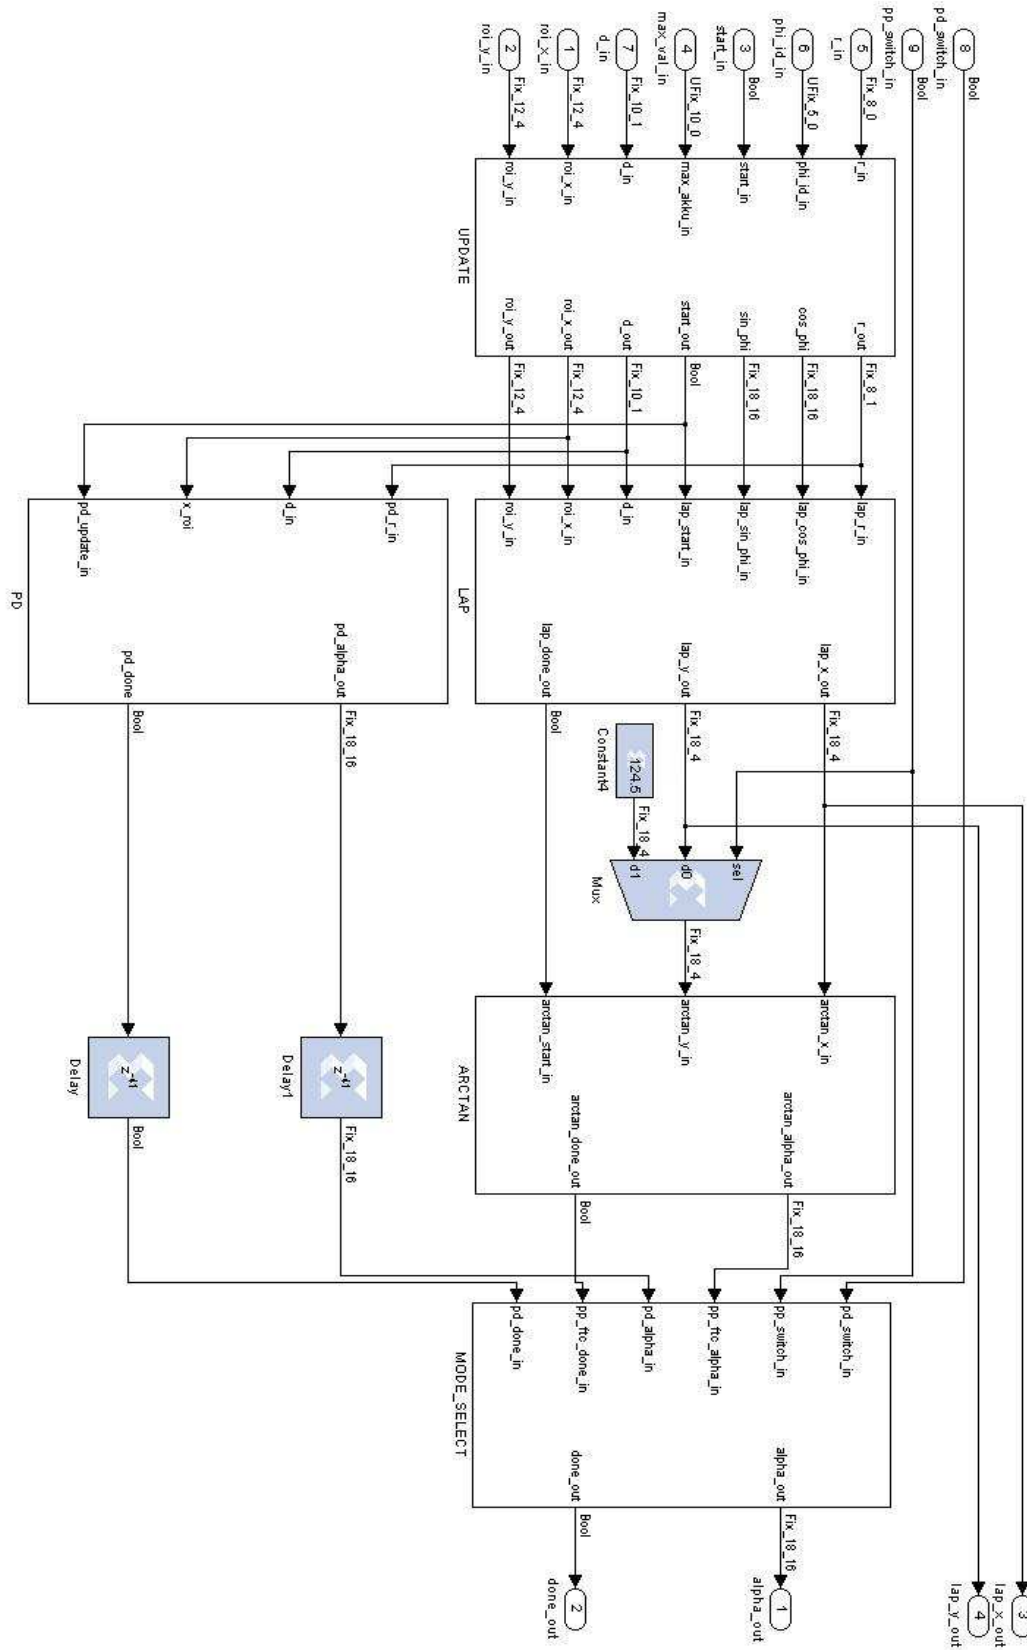 8
pd_switch_in
Bool
9
pp_switch_in
Bool
5
r_in
Fix_8_0
6
phi_id_in
UFix_5_0
3
start_in
Bool
4
max_val_in
UFix_10_0
7
d_in
Fix_10_1
1
roi_x_in
Fix_12_4
2
roi_y_in
Fix_12_4
r_in
phi_id_in
start_in
max_akku_in
d_in
roi_x_in
roi_y_in
r_out
cos_phi
sin_phi
start_out
d_out
roi_x_out
roi_y_out
UPDATE
Fix_8_1
Fix_18_16
Fix_18_16
Bool
Fix_10_1
Fix_12_4
Fix_12_4
lap_r_in
lap_cos_phi_in
lap_sin_phi_in
lap_start_in
d_in
roi_x_in
roi_y_in
lap_x_out
lap_y_out
lap_done_out
LAP
Fix_18_4
Fix_18_4
Bool
pd_r_in
d_in
x_roi
pd_update_in
pd_alpha_out
pd_done
PD
Fix_18_16
Bool
124.5
Constant4
Fix_18_4
sel
d0
d1
Mux
Fix_18_4
arctan_x_in
arctan_y_in
arctan_start_in
arctan_alpha_out
arctan_done_out
ARCTAN
Fix_18_16
Bool
z-41
Delay1
Fix_18_16
z-41
Delay
Bool
pd_switch_in
pp_switch_in
pp_ftc_alpha_in
pd_alpha_in
pp_ftc_done_in
pd_done_in
alpha_out
done_out
MODE_SELECT
Fix_18_16
Bool
3
lap_x_out
4
lap_y_out
1
alpha_out
2
done_out